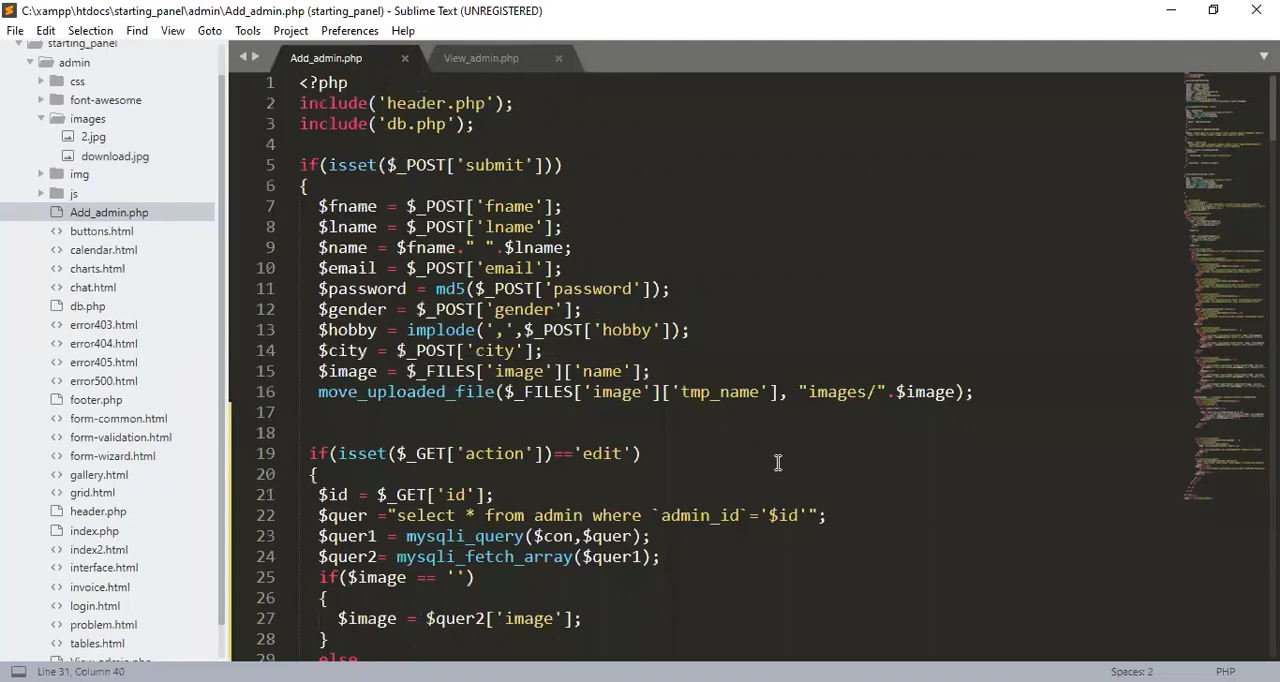 C:\xampp\htdocs\starting_panel\admin\Add_admin.php (starting_panel) - Sublime Text (UNREGISTERED)
File Edit Selection Find View Goto Tools Project Preferences Help
starting_panel
admin
css
font-awesome
images
2.jpg
download.jpg
img
js
Add_admin.php
buttons.html
calendar.html
charts.html
chat.html
db.php
error403.html
error404.html
error405.html
error500.html
footer.php
form-common.html
form-validation.html
form-wizard.html
gallery.html
grid.html
header.php
index.php
index2.html
interface.html
invoice.html
login.html
problem.html
tables.html
View_admin.php
Add_admin.php View_admin.php
1 <?php
2 include('header.php');
3 include('db.php');
4
5 if(isset($_POST['submit']))
6 {
7 $fname = $_POST['fname'];
8 $lname = $_POST['lname'];
9 $name = $fname." ".$lname;
10 $email = $_POST['email'];
11 $password = md5($_POST['password']);
12 $gender = $_POST['gender'];
13 $hobby = implode(',',$_POST['hobby']);
14 $city = $_POST['city'];
15 $image = $_FILES['image']['name'];
16 move_uploaded_file($_FILES['image']['tmp_name'], "images/".$image);
17
18
19 if(isset($_GET['action'])=='edit')
20 {
21 $id = $_GET['id'];
22 $quer ="select * from admin where `admin_id`='$id'";
23 $quer1 = mysqli_query($con,$quer);
24 $quer2= mysqli_fetch_array($quer1);
25 if($image == '')
26 {
27 $image = $quer2['image'];
28 }
29 else
Line 31, Column 40 Spaces: 2 PHP